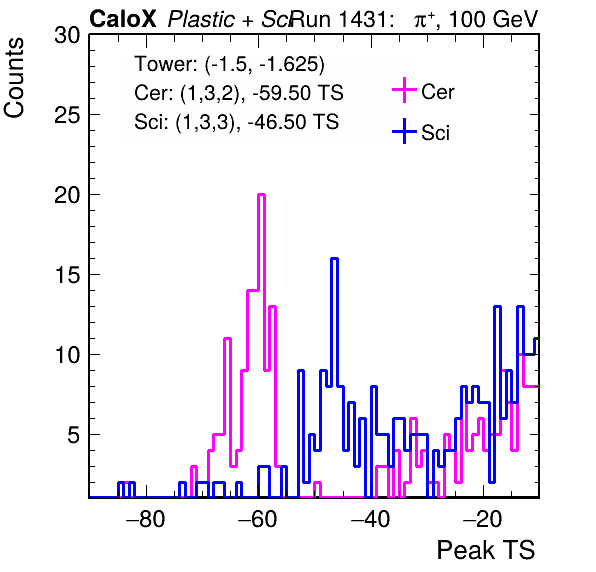 CaloX Plastic + Sci Run 1431: π⁺, 100 GeV
Counts
30
25
20
15
10
5
Tower: (-1.5, -1.625)
Cer: (1,3,2), -59.50 TS
Sci: (1,3,3), -46.50 TS
Cer
Sci
−80 −60 −40 −20
Peak TS